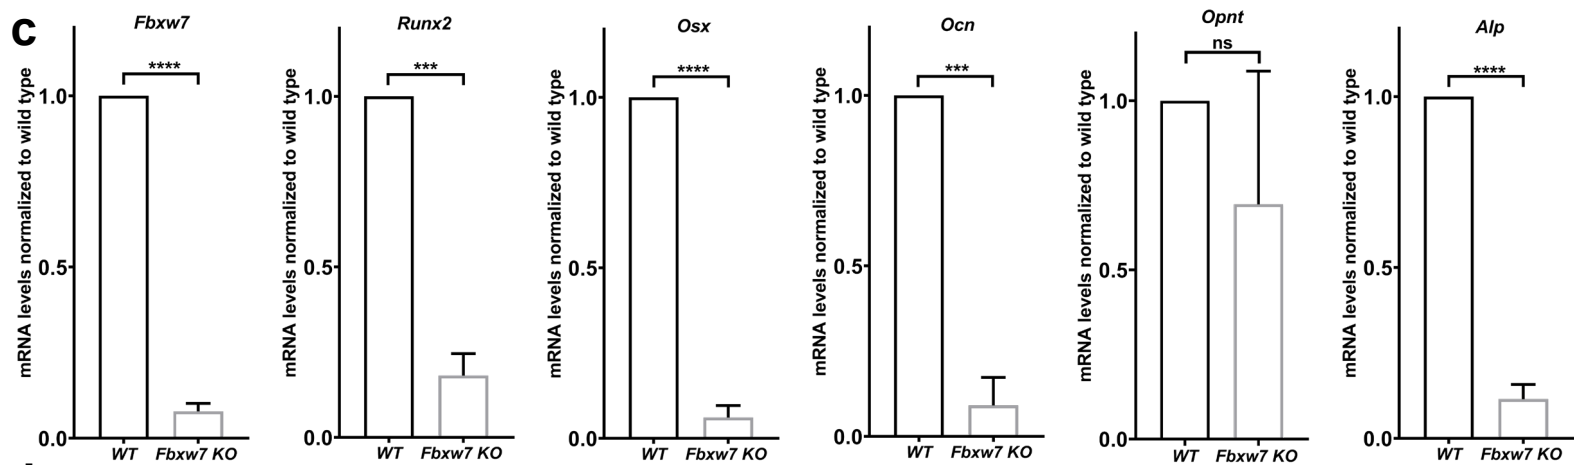 c
Fbxw7
mRNA levels normalized to wild type
****
1.0
0.5
0.0
WT Fbxw7 KO
Runx2
mRNA levels normalized to wild type
***
1.0
0.5
0.0
WT Fbxw7 KO
Osx
mRNA levels normalized to wild type
****
1.0
0.5
0.0
WT Fbxw7 KO
Ocn
mRNA levels normalized to wild type
***
1.0
0.5
0.0
WT Fbxw7 KO
Opnt
mRNA levels normalized to wild type
ns
1.0
0.5
0.0
WT Fbxw7 KO
Alp
mRNA levels normalized to wild type
****
1.0
0.5
0.0
WT Fbxw7 KO